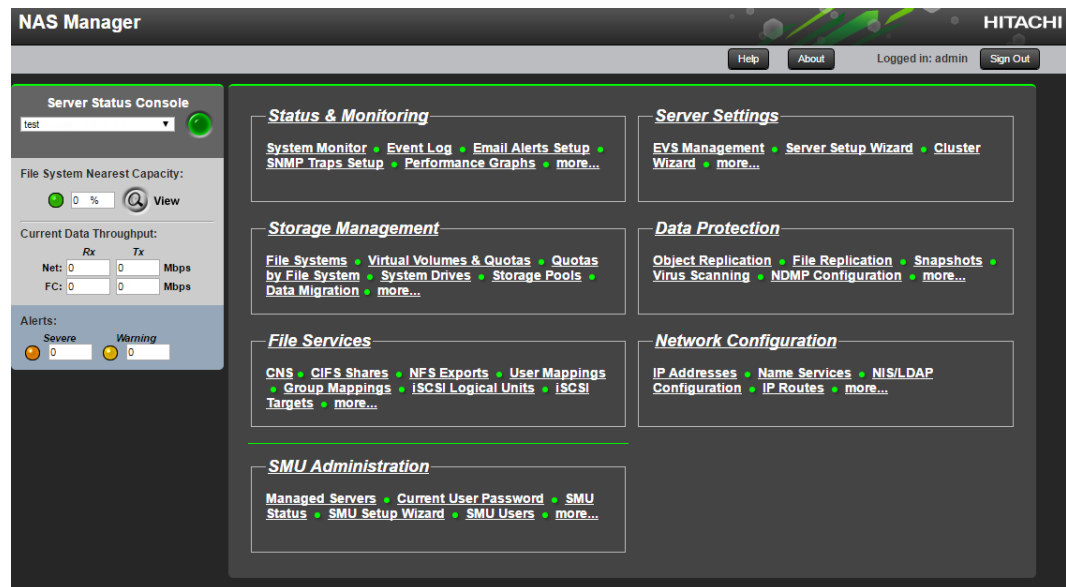 NAS Manager
HITACHI
Help
About
Logged in: admin
Sign Out
Server Status Console
test
File System Nearest Capacity:
0 %
View
Current Data Throughput:
Rx Tx
Net: 0 0 Mbps
FC: 0 0 Mbps
Alerts:
Severe Warning
0 0
Status & Monitoring
System Monitor Event Log Email Alerts Setup
SNMP Traps Setup Performance Graphs more...
Server Settings
EVS Management Server Setup Wizard Cluster
Wizard more...
Storage Management
File Systems Virtual Volumes & Quotas Quotas
by File System System Drives Storage Pools
Data Migration more...
Data Protection
Object Replication File Replication Snapshots
Virus Scanning NDMP Configuration more...
File Services
CNS CIFS Shares NFS Exports User Mappings
Group Mappings iSCSI Logical Units iSCSI
Targets more...
Network Configuration
IP Addresses Name Services NIS/LDAP
Configuration IP Routes more...
SMU Administration
Managed Servers Current User Password SMU
Status SMU Setup Wizard SMU Users more...